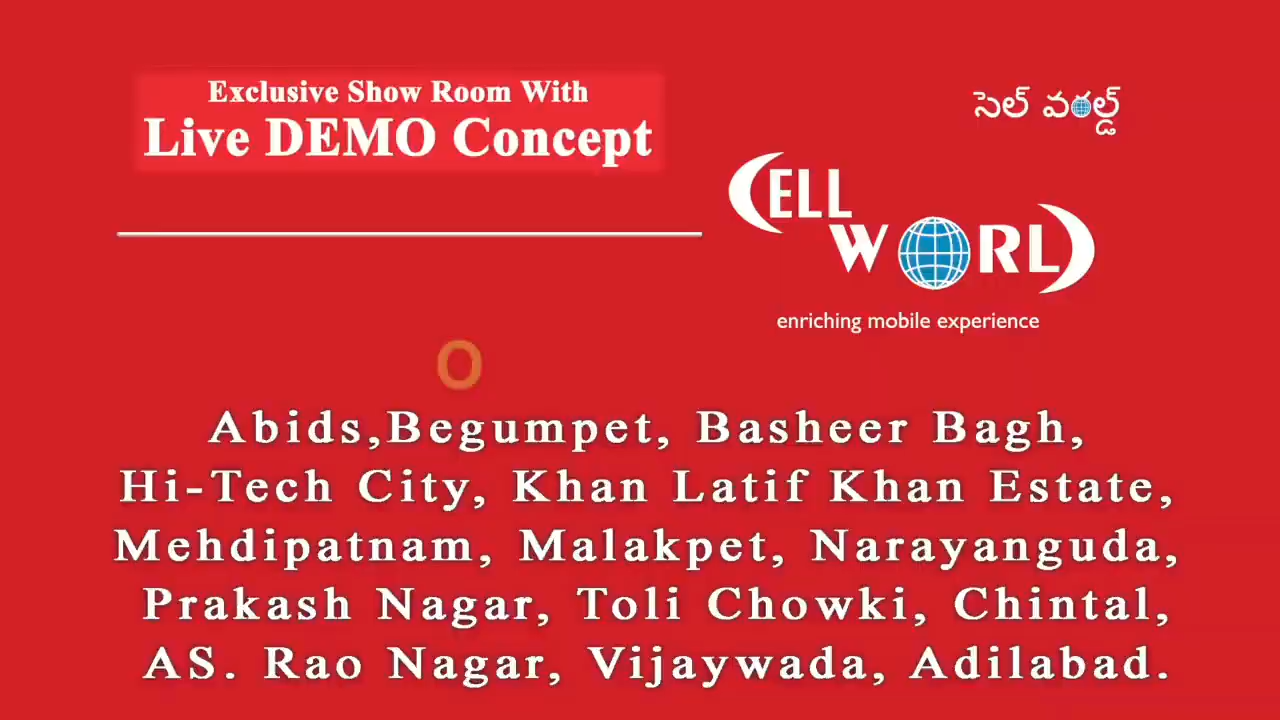 Exclusive Show Room With
Live DEMO Concept
సెల్ వరల్డ్
CELL
WORLD
enriching mobile experience
O
Abids,Begumpet, Basheer Bagh,
Hi-Tech City, Khan Latif Khan Estate,
Mehdipatnam, Malakpet, Narayanguda,
Prakash Nagar, Toli Chowki, Chintal,
AS. Rao Nagar, Vijaywada, Adilabad.